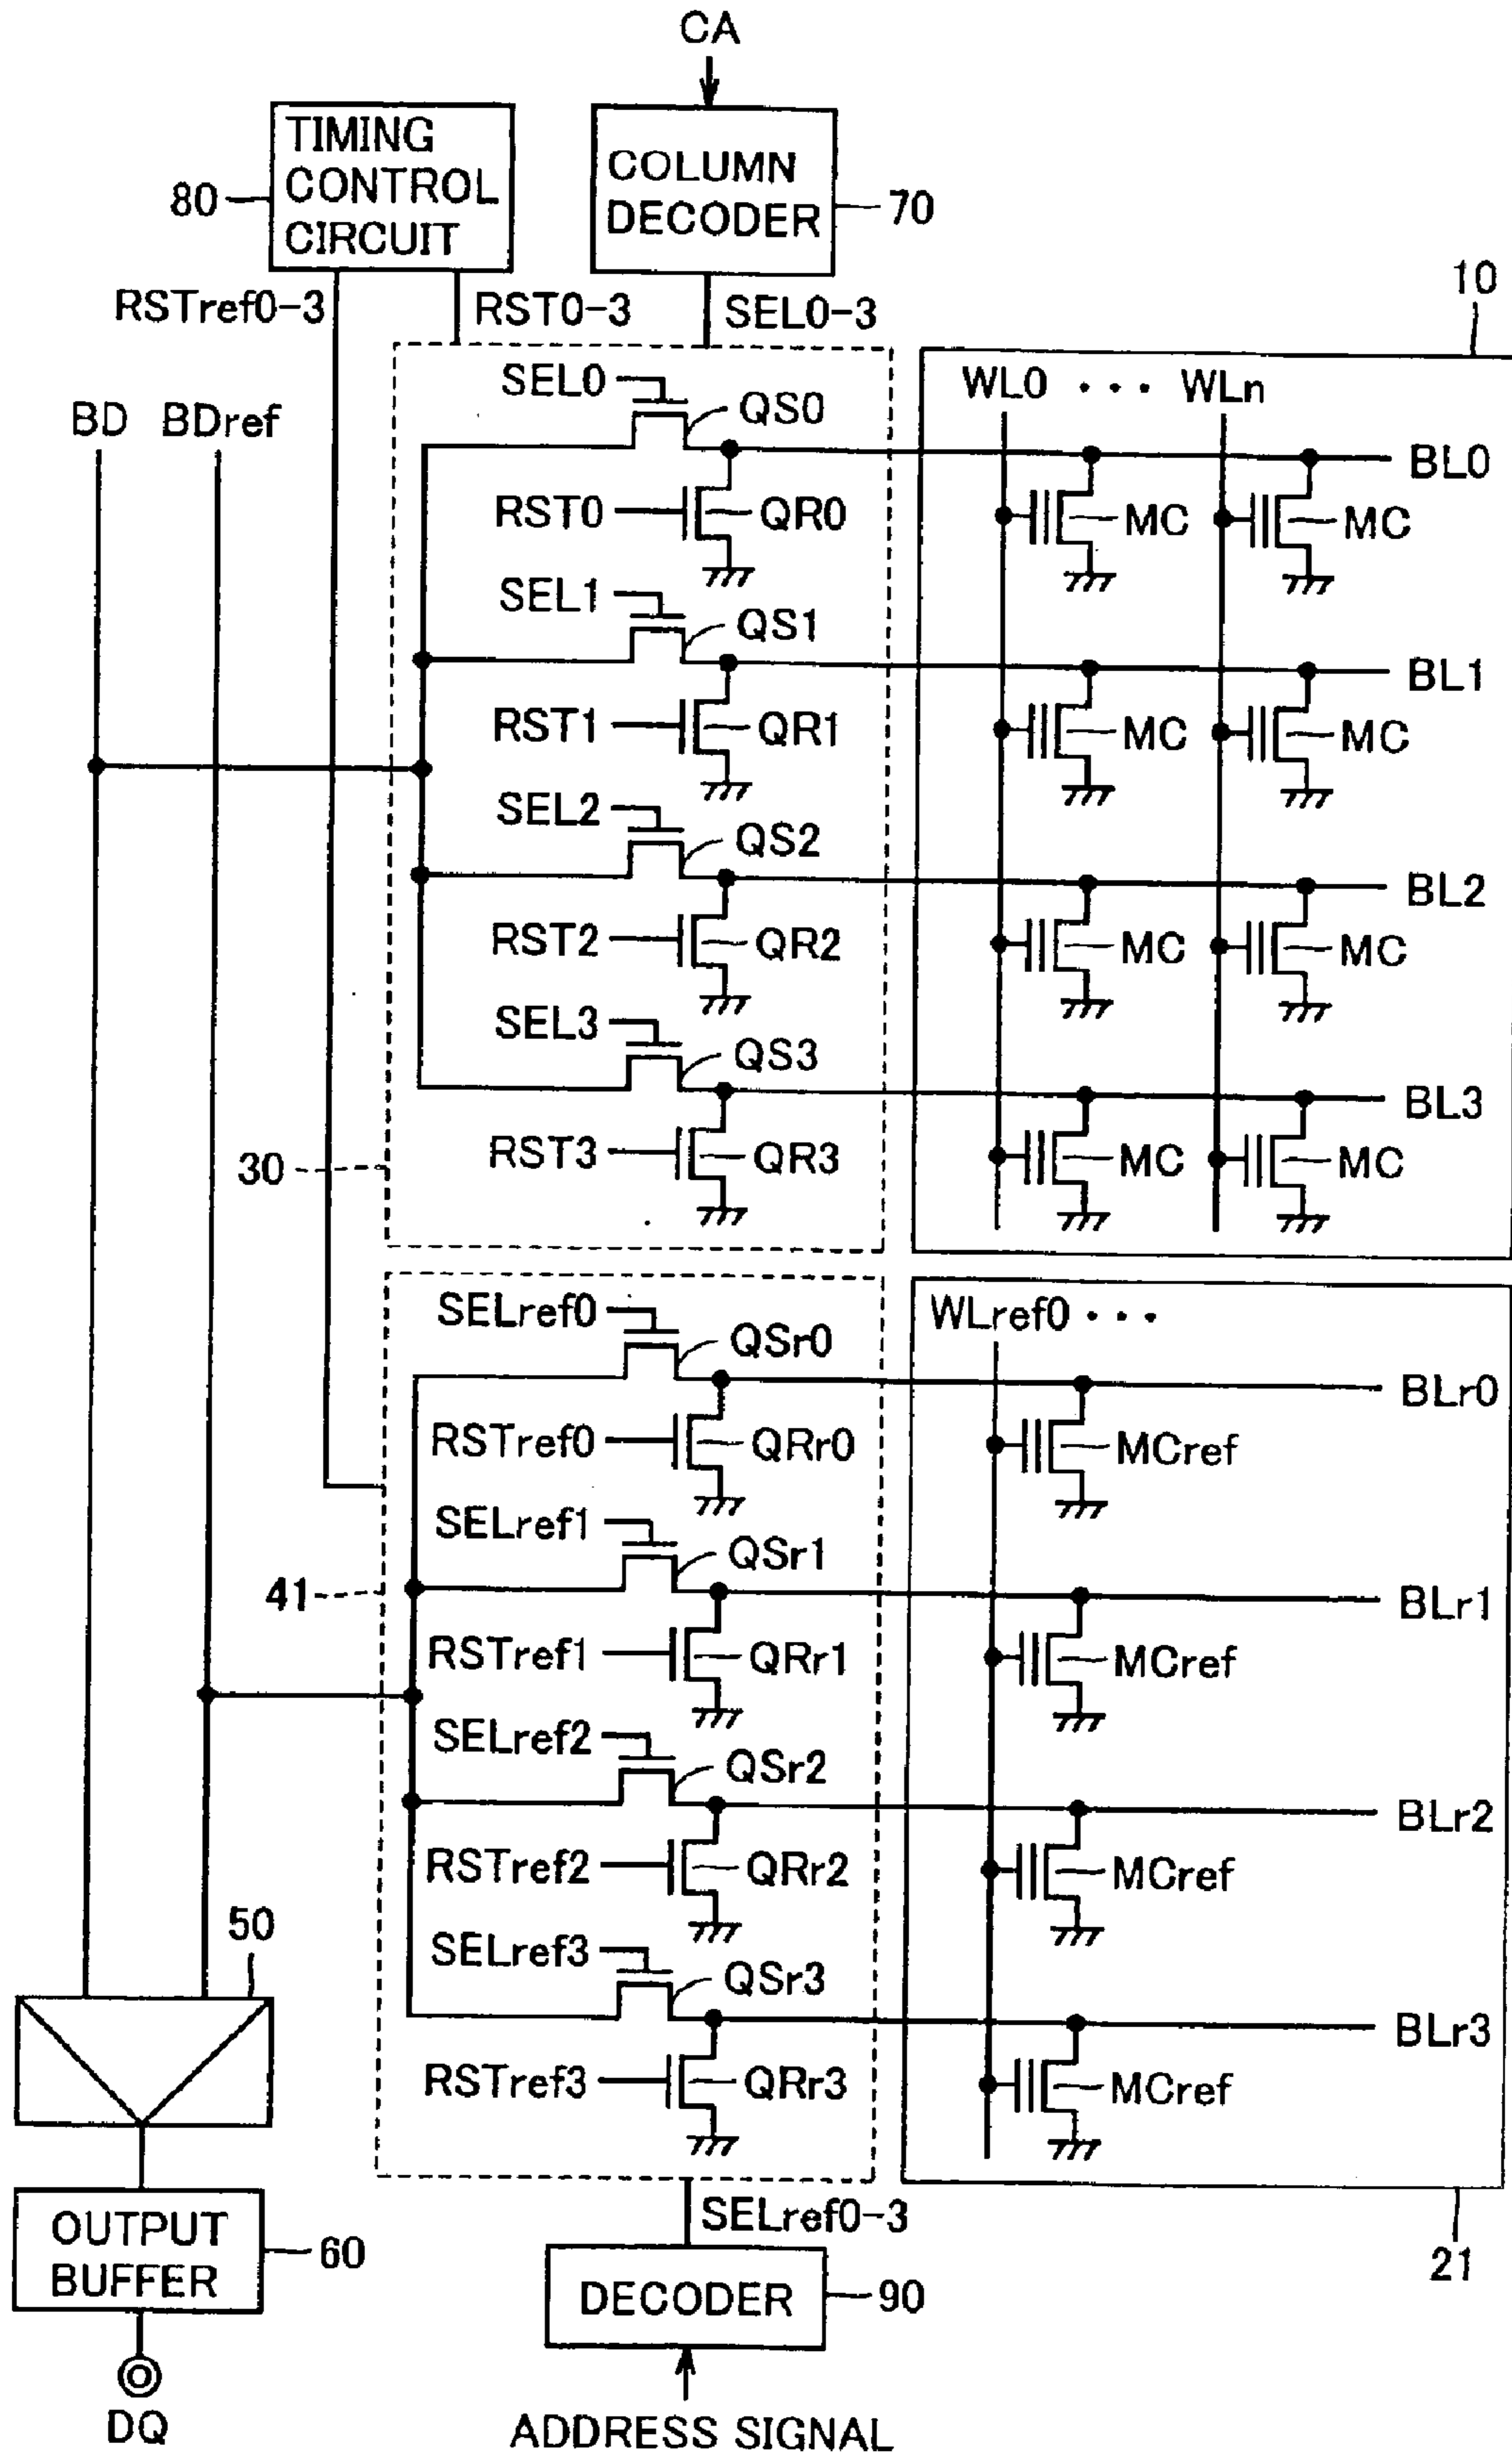 CA
TIMING
CONTROL
CIRCUIT
80
COLUMN
DECODER
70
RSTref0-3
RST0-3
SEL0-3
10
BD
BDref
SEL0
QS0
WL0 ··· WLn
BL0
RST0
QR0
MC
MC
SEL1
QS1
BL1
RST1
QR1
MC
MC
SEL2
QS2
BL2
RST2
QR2
MC
MC
SEL3
QS3
BL3
RST3
QR3
MC
MC
30
SELref0
QSr0
WLref0 ···
BLr0
RSTref0
QRr0
MCref
SELref1
QSr1
41
BLr1
RSTref1
QRr1
MCref
SELref2
QSr2
BLr2
RSTref2
QRr2
MCref
50
SELref3
QSr3
BLr3
RSTref3
QRr3
MCref
OUTPUT
BUFFER
60
SELref0-3
21
DECODER
90
DQ
ADDRESS SIGNAL